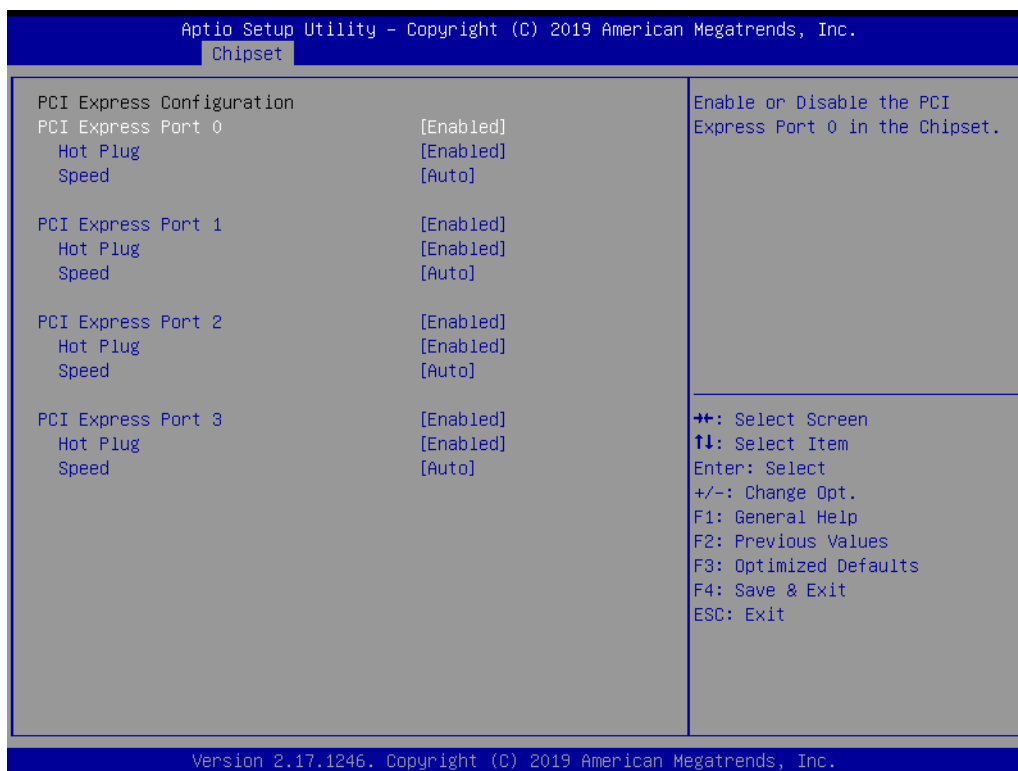 Aptio Setup Utility – Copyright (C) 2019 American Megatrends, Inc.
Chipset
PCI Express Configuration
PCI Express Port 0 [Enabled]
Hot Plug [Enabled]
Speed [Auto]
PCI Express Port 1 [Enabled]
Hot Plug [Enabled]
Speed [Auto]
PCI Express Port 2 [Enabled]
Hot Plug [Enabled]
Speed [Auto]
PCI Express Port 3 [Enabled]
Hot Plug [Enabled]
Speed [Auto]
Enable or Disable the PCI
Express Port 0 in the Chipset.
→←: Select Screen
↑↓: Select Item
Enter: Select
+/-: Change Opt.
F1: General Help
F2: Previous Values
F3: Optimized Defaults
F4: Save & Exit
ESC: Exit
Version 2.17.1246. Copyright (C) 2019 American Megatrends, Inc.